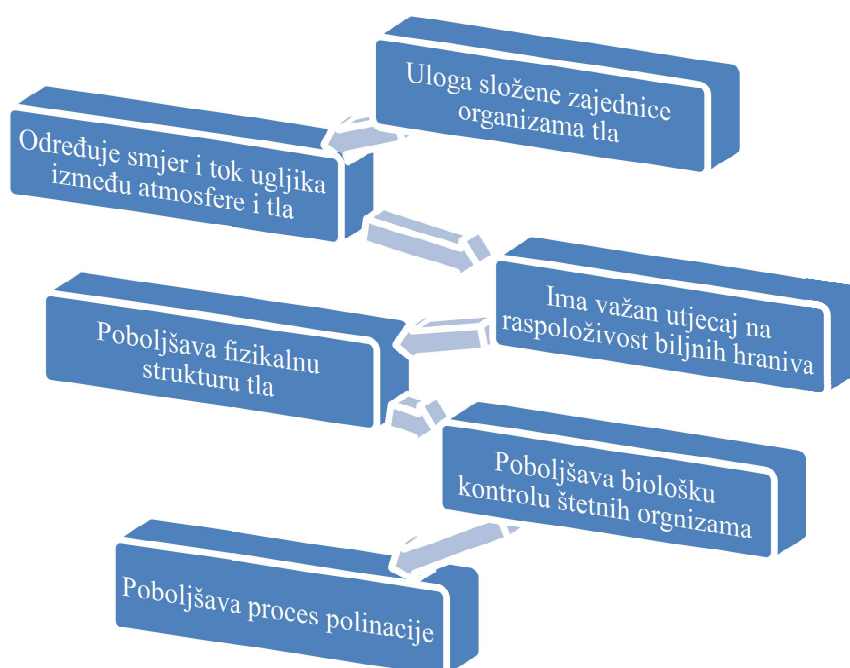 Uloga složene zajednice
organizama tla
Određuje smjer i tok ugljika
između atmosfere i tla
Ima važan utjecaj na
raspoloživost biljnih hraniva
Poboljšava fizikalnu
strukturu tla
Poboljšava biološku
kontrolu štetnih orgnizama
Poboljšava proces polinacije